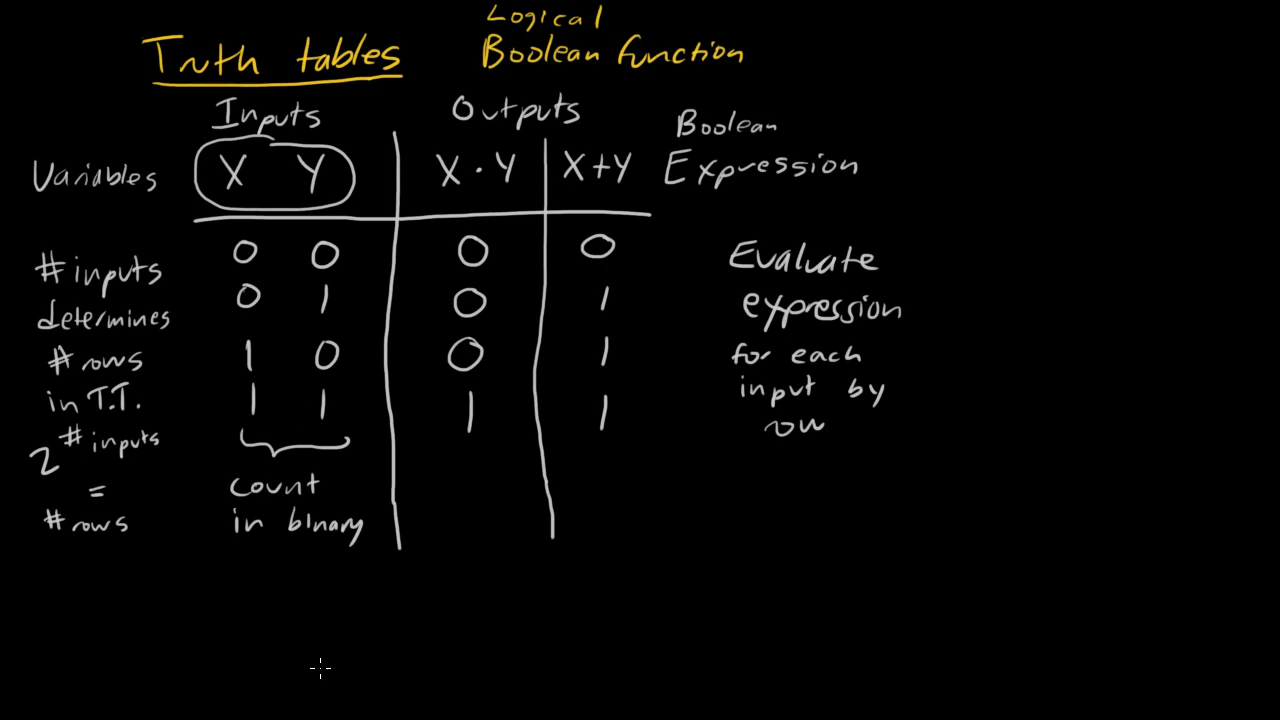 Logical
Truth tables Boolean function
Inputs Outputs Boolean
Variables X Y X · Y X+Y Expression
0 0 0 0
0 1 0 1
1 0 0 1
1 1 1 1
# inputs
determines
# rows
in T.T.
2 # inputs
=
# rows
count
in binary
Evaluate
expression
for each
input by
row